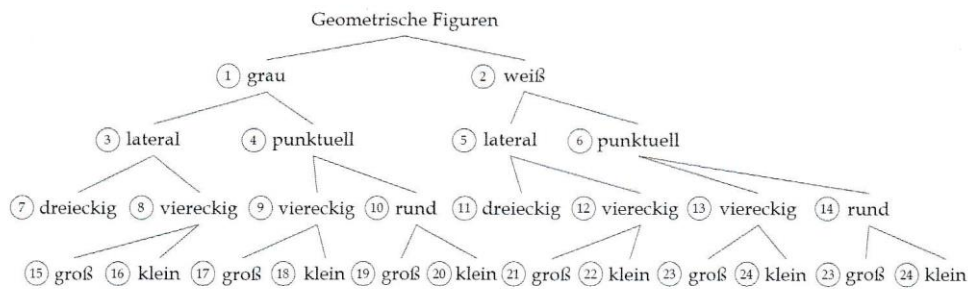 Geometrische Figuren
① grau ② weiß
③ lateral ④ punktuell ⑤ lateral ⑥ punktuell
⑦ dreieckig ⑧ viereckig ⑨ viereckig ⑩ rund ⑪ dreieckig ⑫ viereckig ⑬ viereckig ⑭ rund
⑮ groß ⑯ klein ⑰ groß ⑱ klein ⑲ groß ⑳ klein ㉑ groß ㉒ klein ㉓ groß ㉔ klein ㉓ groß ㉔ klein